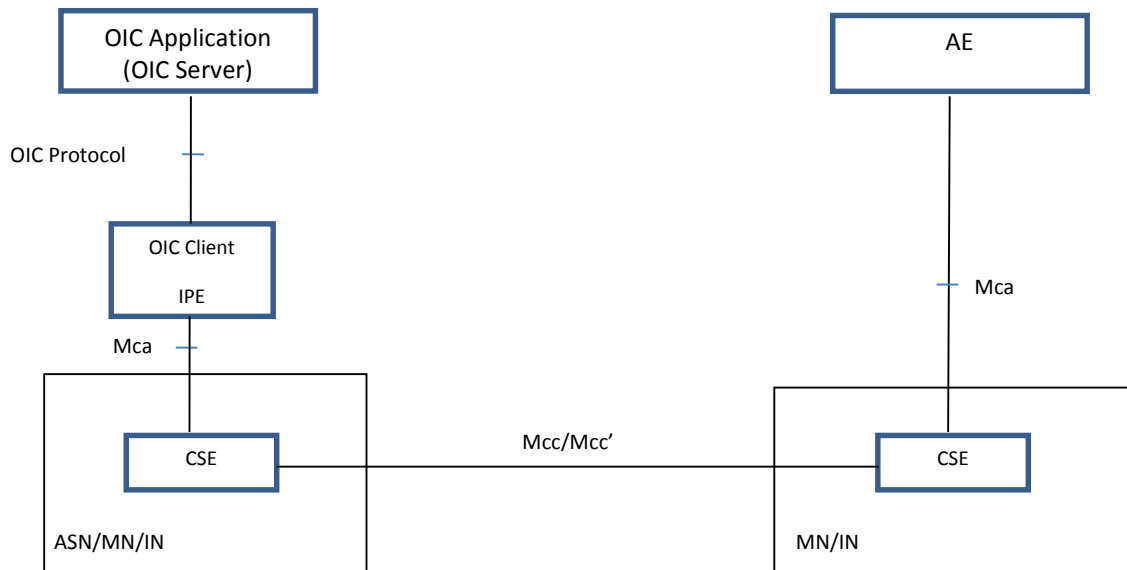 OIC Application
(OIC Server)
AE
OIC Protocol
OIC Client
IPE
Mca
Mca
CSE
Mcc/Mcc’
CSE
ASN/MN/IN
MN/IN